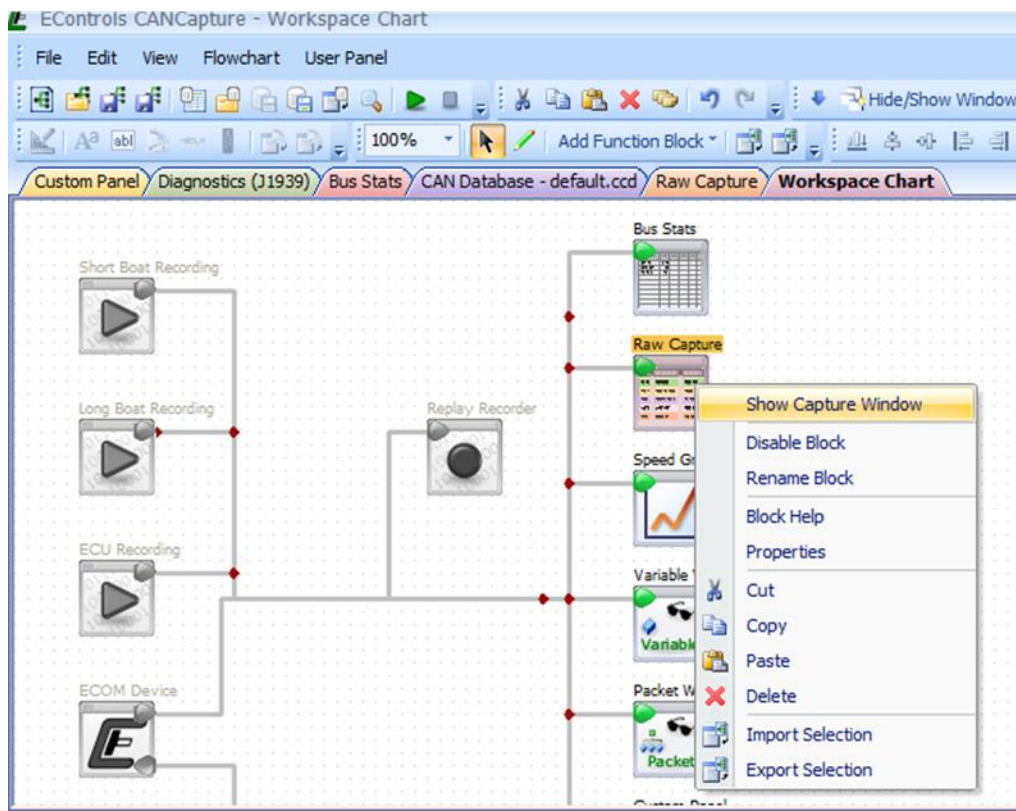 EControls CANCapture - Workspace Chart
File Edit View Flowchart User Panel
Hide/Show Window
Aa abl 100% Add Function Block
Custom Panel Diagnostics (J1939) Bus Stats CAN Database - default.ccd Raw Capture Workspace Chart
Bus Stats
Short Boat Recording
Raw Capture
Show Capture Window
Long Boat Recording
Replay Recorder
Disable Block
Speed
Rename Block
Block Help
ECU Recording
Properties
Variable
Cut
Copy
Paste
ECOM Device
Packet
Delete
Import Selection
Packet
Export Selection